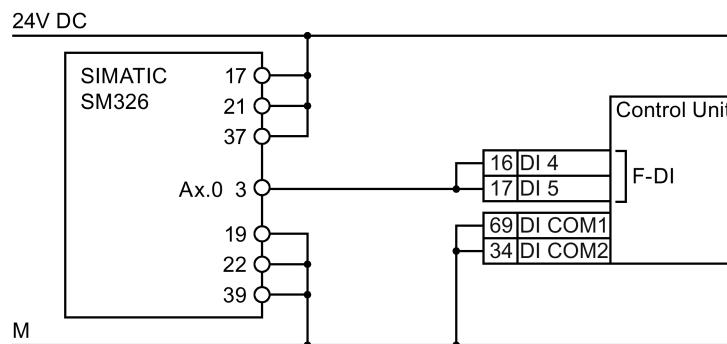 24V DC
SIMATIC
SM326
17
21
37
Ax.0 3
19
22
39
Control Unit
16 DI 4
17 DI 5
F-DI
69 DI COM1
34 DI COM2
M